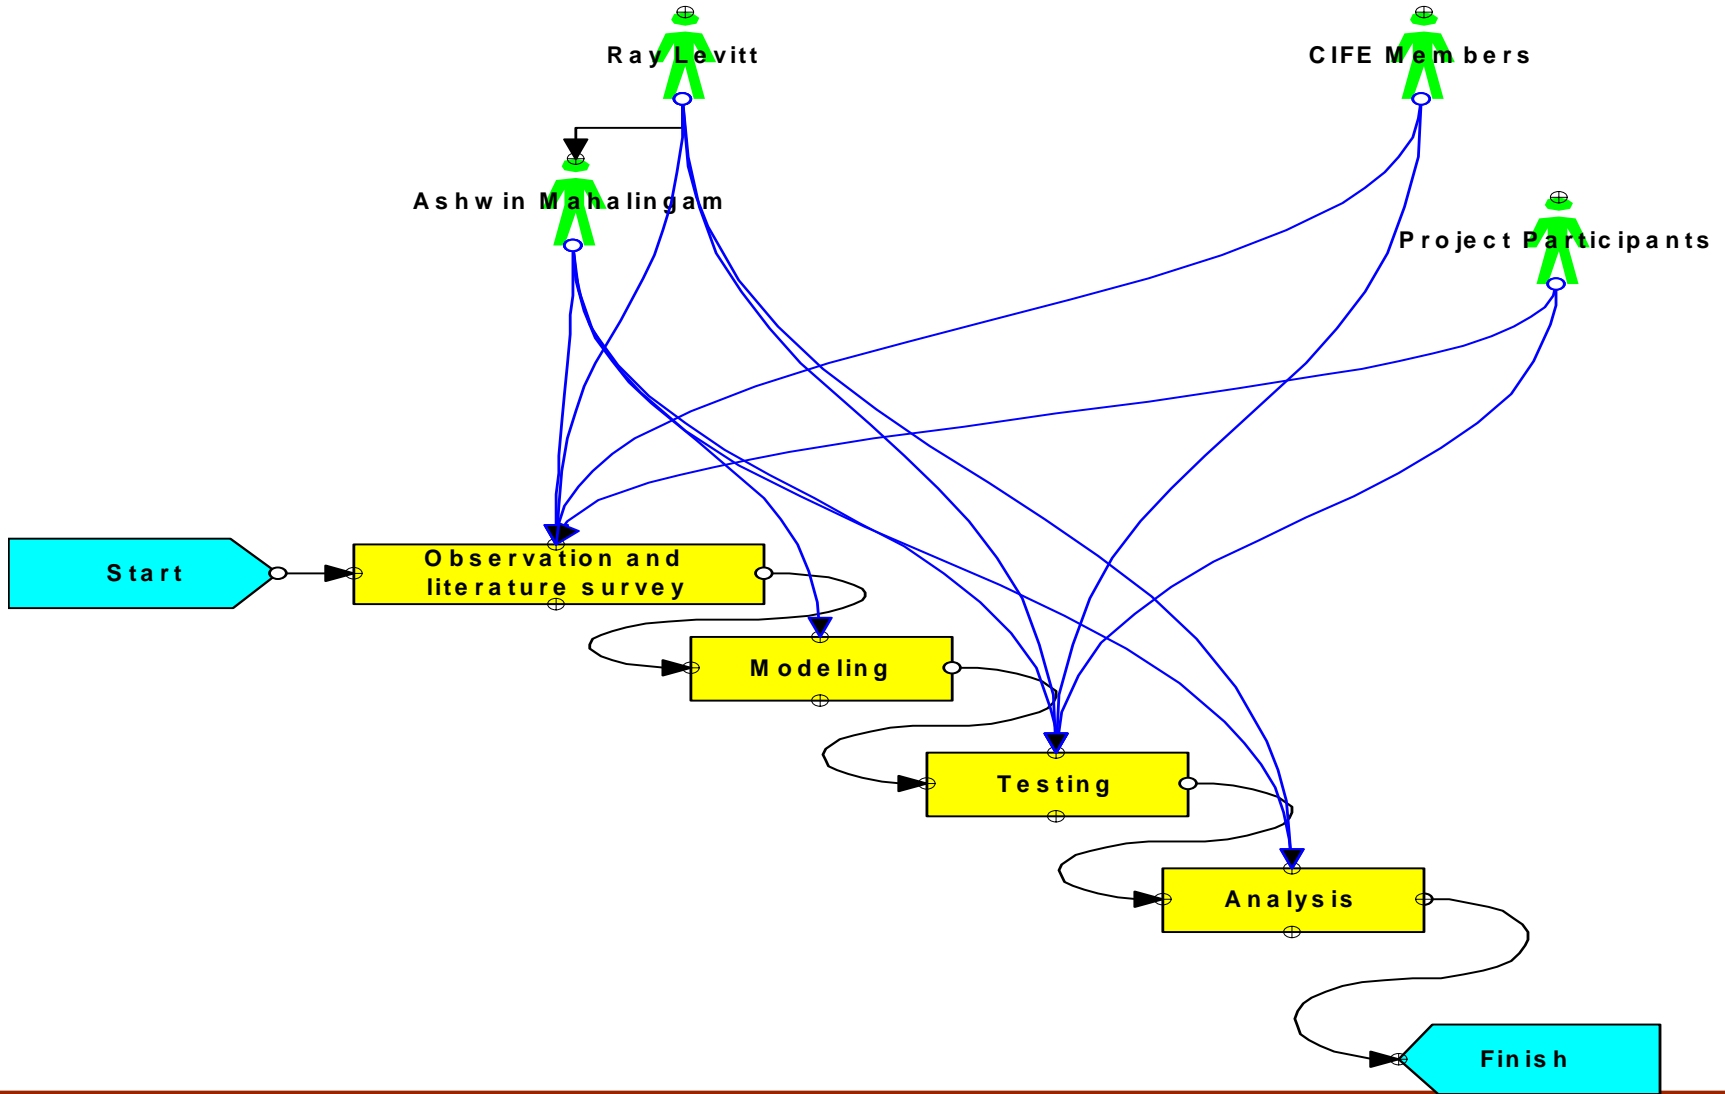 Ray Levitt
CIFE Members
Ashwin Mahalingam
Project Participants
Start
Observation and
literature survey
Modeling
Testing
Analysis
Finish